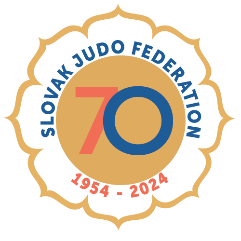 SLOVAK JUDO FEDERATION
70
1954 - 2024